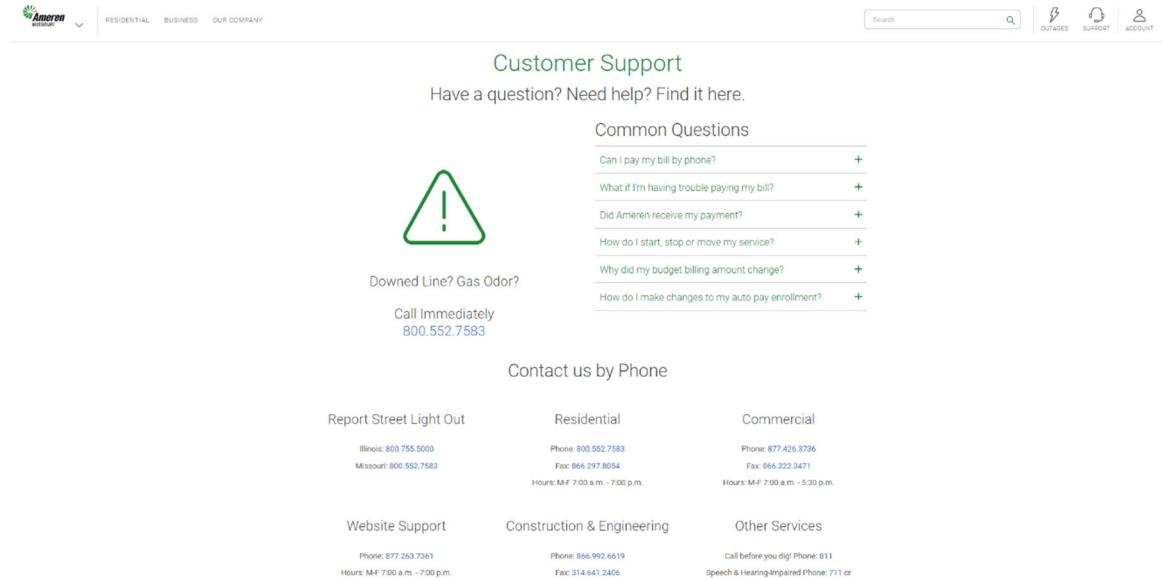 Ameren
RESIDENTIAL BUSINESS OUR COMPANY
Search
OUTAGES SUPPORT ACCOUNT
Customer Support
Have a question? Need help? Find it here.
Downed Line? Gas Odor?
Call Immediately
800.552.7583
Common Questions
Can I pay my bill by phone?
What if I'm having trouble paying my bill?
Did Ameren receive my payment?
How do I start, stop or move my service?
Why did my budget billing amount change?
How do I make changes to my auto pay enrollment?
Contact us by Phone
Report Street Light Out
Illinois: 800.755.5000
Missouri: 800.552.7583
Residential
Phone: 800.552.7583
Fax: 866.297.8054
Hours: M-F 7:00 a.m. - 7:00 p.m.
Commercial
Phone: 877.426.3736
Fax: 866.222.3471
Hours: M-F 7:00 a.m. - 5:30 p.m.
Website Support
Phone: 877.263.7361
Hours: M-F 7:00 a.m. - 7:00 p.m.
Construction & Engineering
Phone: 866.992.6619
Fax: 314.641.2406
Other Services
Call before you dig! Phone: 811
Speech & Hearing-Impaired Phone: 711 or